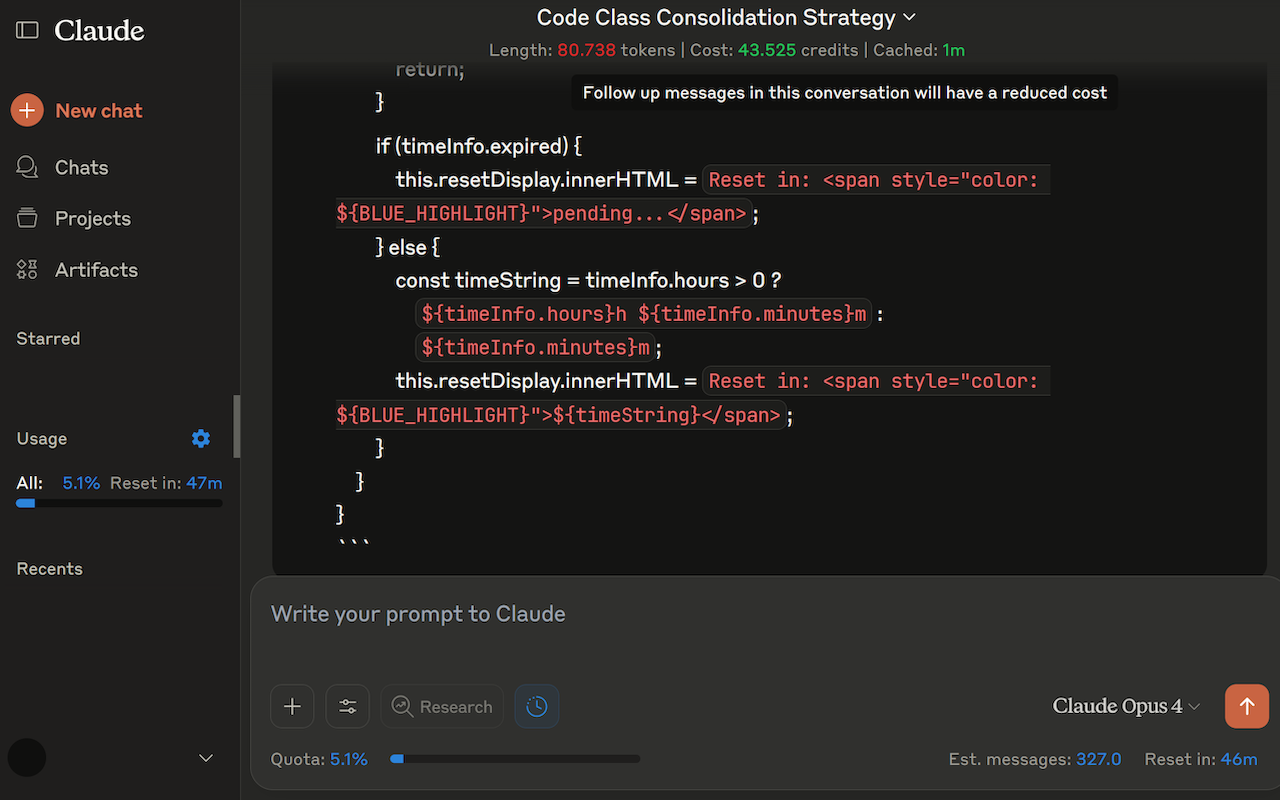 Claude
New chat
Chats
Projects
Artifacts
Starred
Usage
All: 5.1% Reset in: 47m
Recents
Code Class Consolidation Strategy
Length: 80.738 tokens | Cost: 43.525 credits | Cached: 1m
Follow up messages in this conversation will have a reduced cost
return;
}
if (timeInfo.expired) {
this.resetDisplay.innerHTML = Reset in: <span style="color:
${BLUE_HIGHLIGHT}">pending...</span>;
} else {
const timeString = timeInfo.hours > 0 ?
${timeInfo.hours}h ${timeInfo.minutes}m :
${timeInfo.minutes}m;
this.resetDisplay.innerHTML = Reset in: <span style="color:
${BLUE_HIGHLIGHT}">${timeString}</span>;
}
}
}
```
Write your prompt to Claude
Research
Claude Opus 4
Quota: 5.1%
Est. messages: 327.0 Reset in: 46m